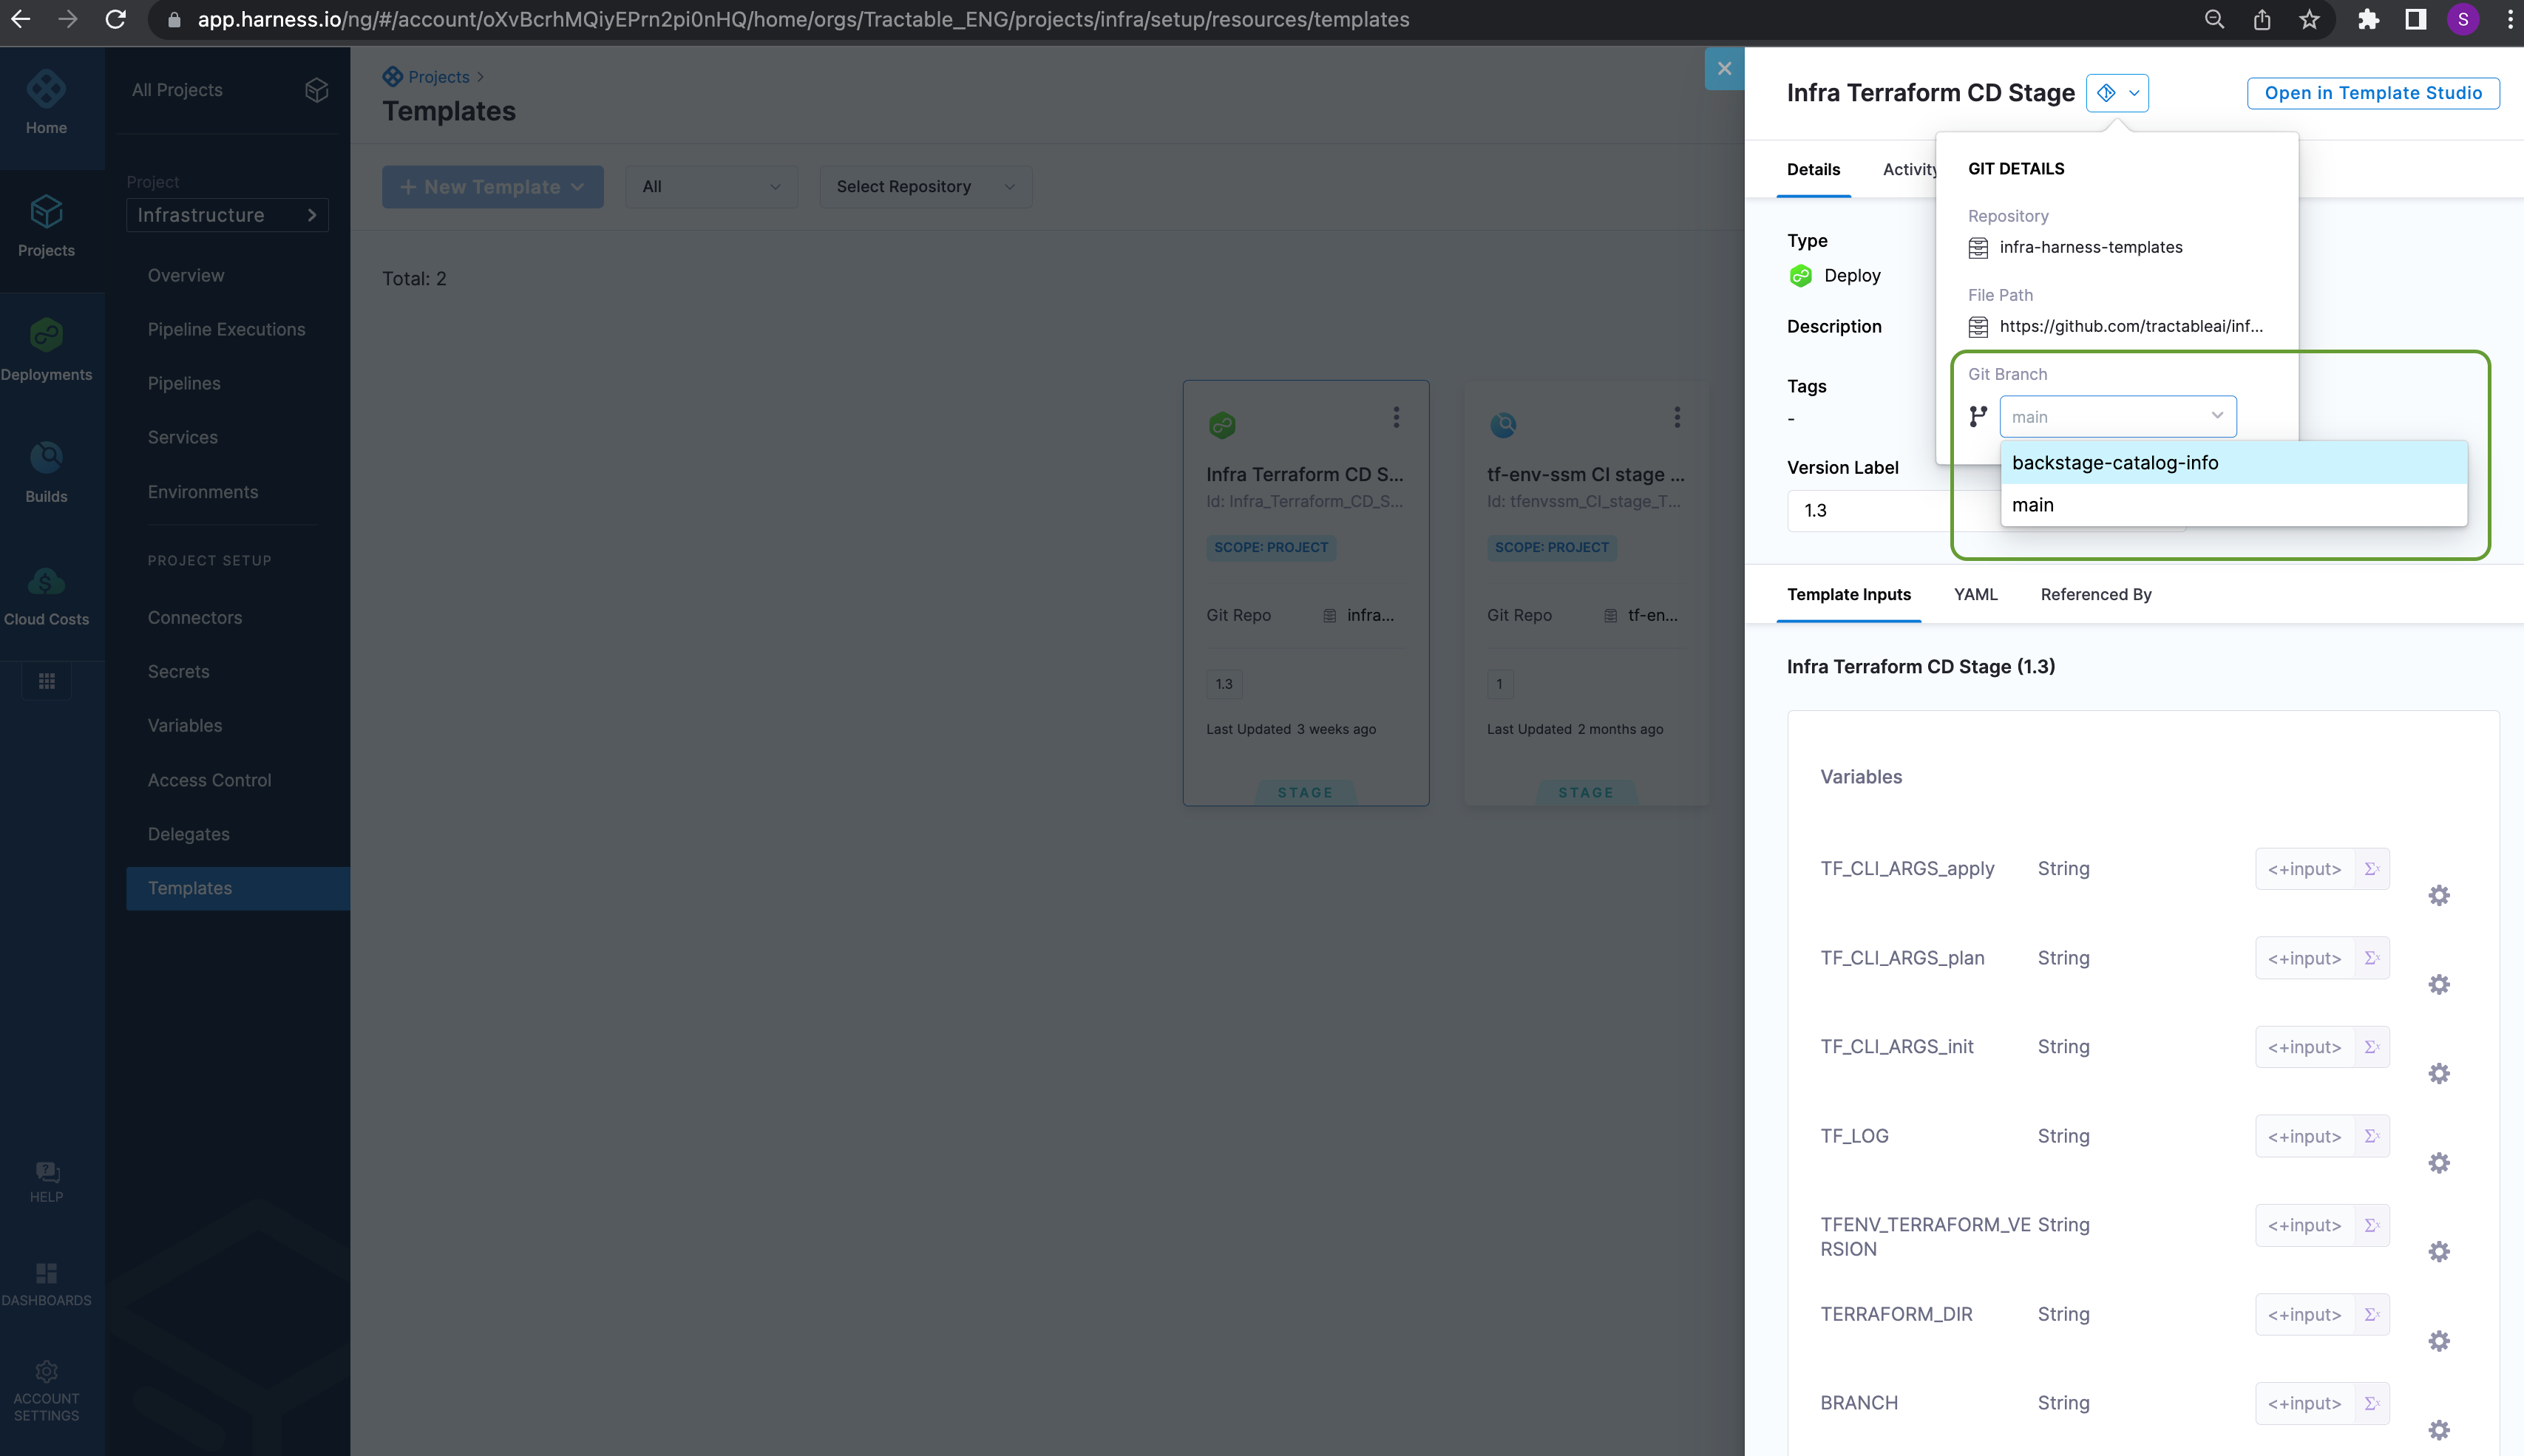 app.harness.io/ng/#/account/oXvBcrhMQiyEPrn2pi0nHQ/home/orgs/Tractable_ENG/projects/infra/setup/resources/templates
S
Home
Projects
Deployments
Builds
Cloud Costs
HELP
DASHBOARDS
ACCOUNT
SETTINGS
All Projects
Project
Infrastructure
Overview
Pipeline Executions
Pipelines
Services
Environments
PROJECT SETUP
Connectors
Secrets
Variables
Access Control
Delegates
Templates
Projects
Templates
+ New Template
All
Select Repository
Total: 2
Infra Terraform CD S...
Id: Infra_Terraform_CD_S...
SCOPE: PROJECT
Git Repo infra...
1.3
Last Updated 3 weeks ago
STAGE
tf-env-ssm CI stage ...
Id: tfenvssm_CI_stage_T...
SCOPE: PROJECT
Git Repo tf-en...
1
Last Updated 2 months ago
STAGE
Infra Terraform CD Stage
Open in Template Studio
Details
Activity
GIT DETAILS
Repository
infra-harness-templates
File Path
https://github.com/tractableai/inf...
Git Branch
main
backstage-catalog-info
main
Type
Deploy
Description
Tags
-
Version Label
1.3
Template Inputs YAML Referenced By
Infra Terraform CD Stage (1.3)
Variables
TF_CLI_ARGS_apply String <+input>
TF_CLI_ARGS_plan String <+input>
TF_CLI_ARGS_init String <+input>
TF_LOG String <+input>
TFENV_TERRAFORM_VE String <+input>
RSION
TERRAFORM_DIR String <+input>
BRANCH String <+input>